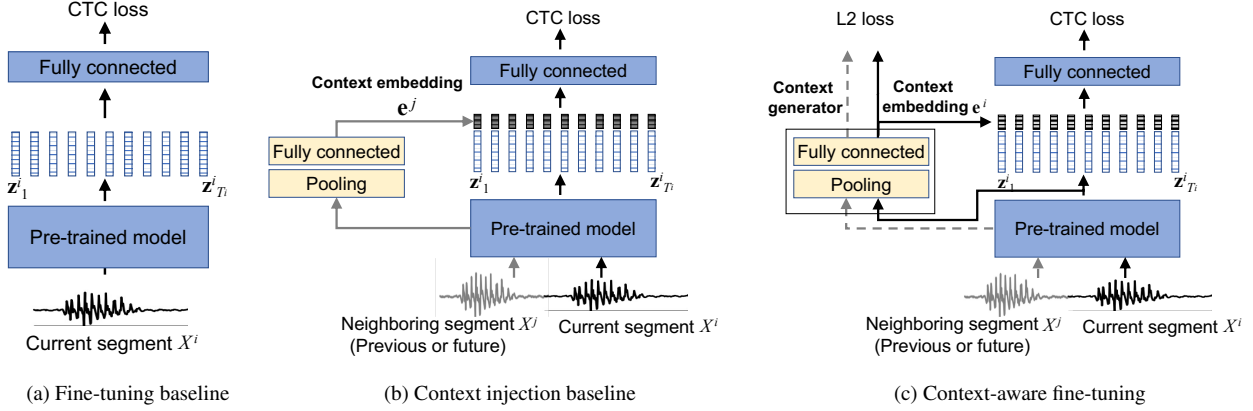 CTC loss
Fully connected
z^i_1
z^i_{T_i}
Pre-trained model
Current segment X^i
(a) Fine-tuning baseline
CTC loss
Fully connected
Context embedding
e^j
Fully connected
Pooling
z^i_1
z^i_{T_i}
Pre-trained model
Neighboring segment X^j
(Previous or future)
Current segment X^i
(b) Context injection baseline
L2 loss
CTC loss
Fully connected
Context
generator
Context
embedding e^i
Fully connected
Pooling
z^i_1
z^i_{T_i}
Pre-trained model
Neighboring segment X^j
(Previous or future)
Current segment X^i
(c) Context-aware fine-tuning